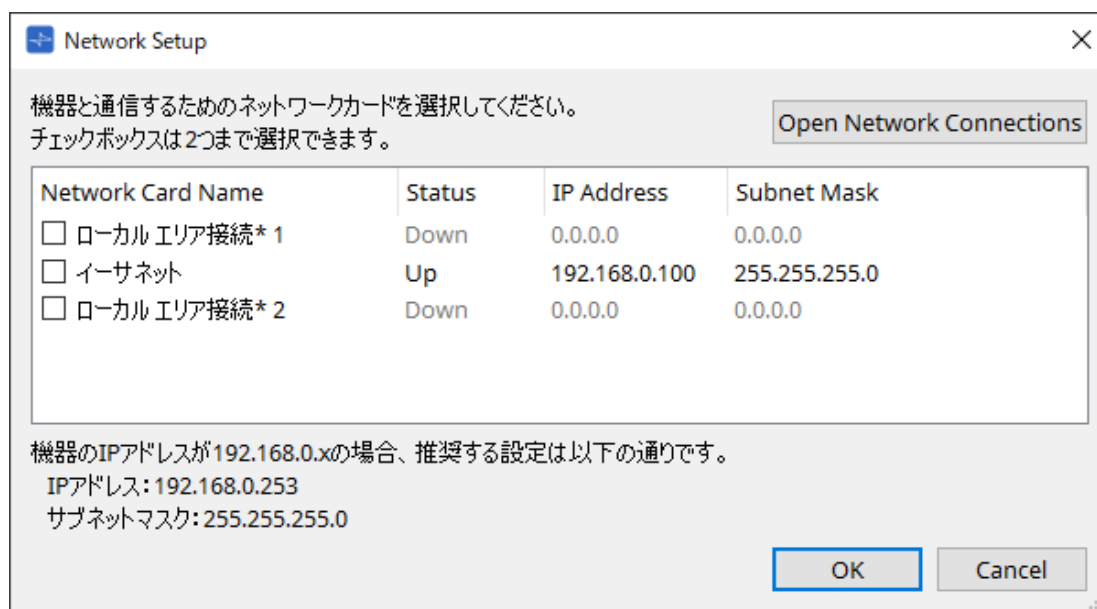 Network Setup
機器と通信するためのネットワークカードを選択してください。
チェックボックスは2つまで選択できます。
Open Network Connections
Network Card Name Status IP Address Subnet Mask
ローカル エリア接続* 1 Down 0.0.0.0 0.0.0.0
イーサネット Up 192.168.0.100 255.255.255.0
ローカル エリア接続* 2 Down 0.0.0.0 0.0.0.0
機器のIPアドレスが192.168.0.xの場合、推奨する設定は以下の通りです。
IPアドレス：192.168.0.253
サブネットマスク：255.255.255.0
OK Cancel